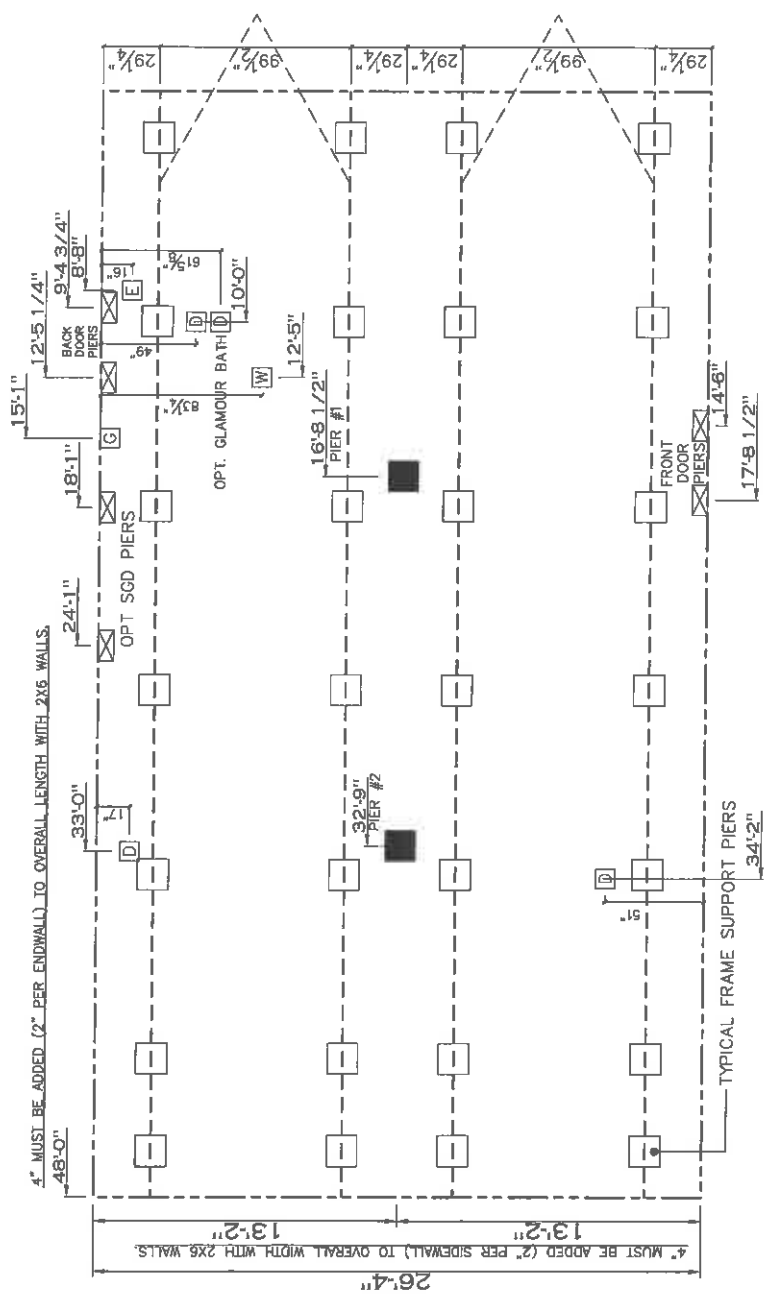 4" MUST BE ADDED (2" PER ENDWALL) TO OVERALL LENGTH WITH 2X6 WALLS.
48'-0"
33'-0"
24'-1"
18'-1"
15'-1"
12'-5 1/4"
9'-4 3/4"
8'-8"
17"
OPT SGD PIERS
G
BACK
DOOR
PIERS
16"
E
61 5/8"
49"
D
D
10'-0"
OPT. GLAMOUR BATH
83 1/4"
W
12'-5"
D
16'-8 1/2"
PIER #1
32'-9"
PIER #2
29 1/4"
99 1/2"
29 1/4"
29 1/4"
99 1/2"
29 1/4"
FRONT
DOOR
PIERS
14'-6"
17'-8 1/2"
D
51"
34'-2"
TYPICAL FRAME SUPPORT PIERS
13'-2"
13'-2"
4" MUST BE ADDED (2" PER SIDEWALL) TO OVERALL WIDTH WITH 2X6 WALLS.
26'-4"